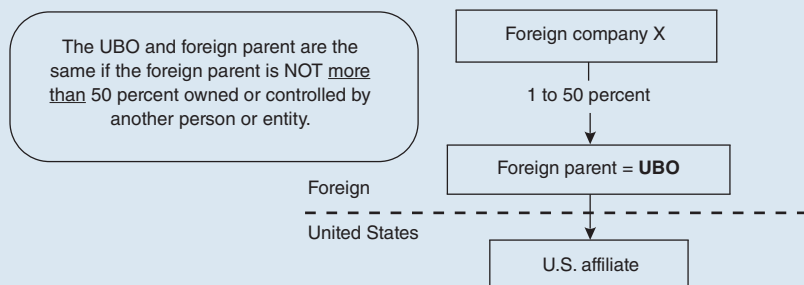 The UBO and foreign parent are the
same if the foreign parent is NOT more
than 50 percent owned or controlled by
another person or entity.
Foreign company X
1 to 50 percent
Foreign parent = UBO
Foreign
United States
U.S. affiliate